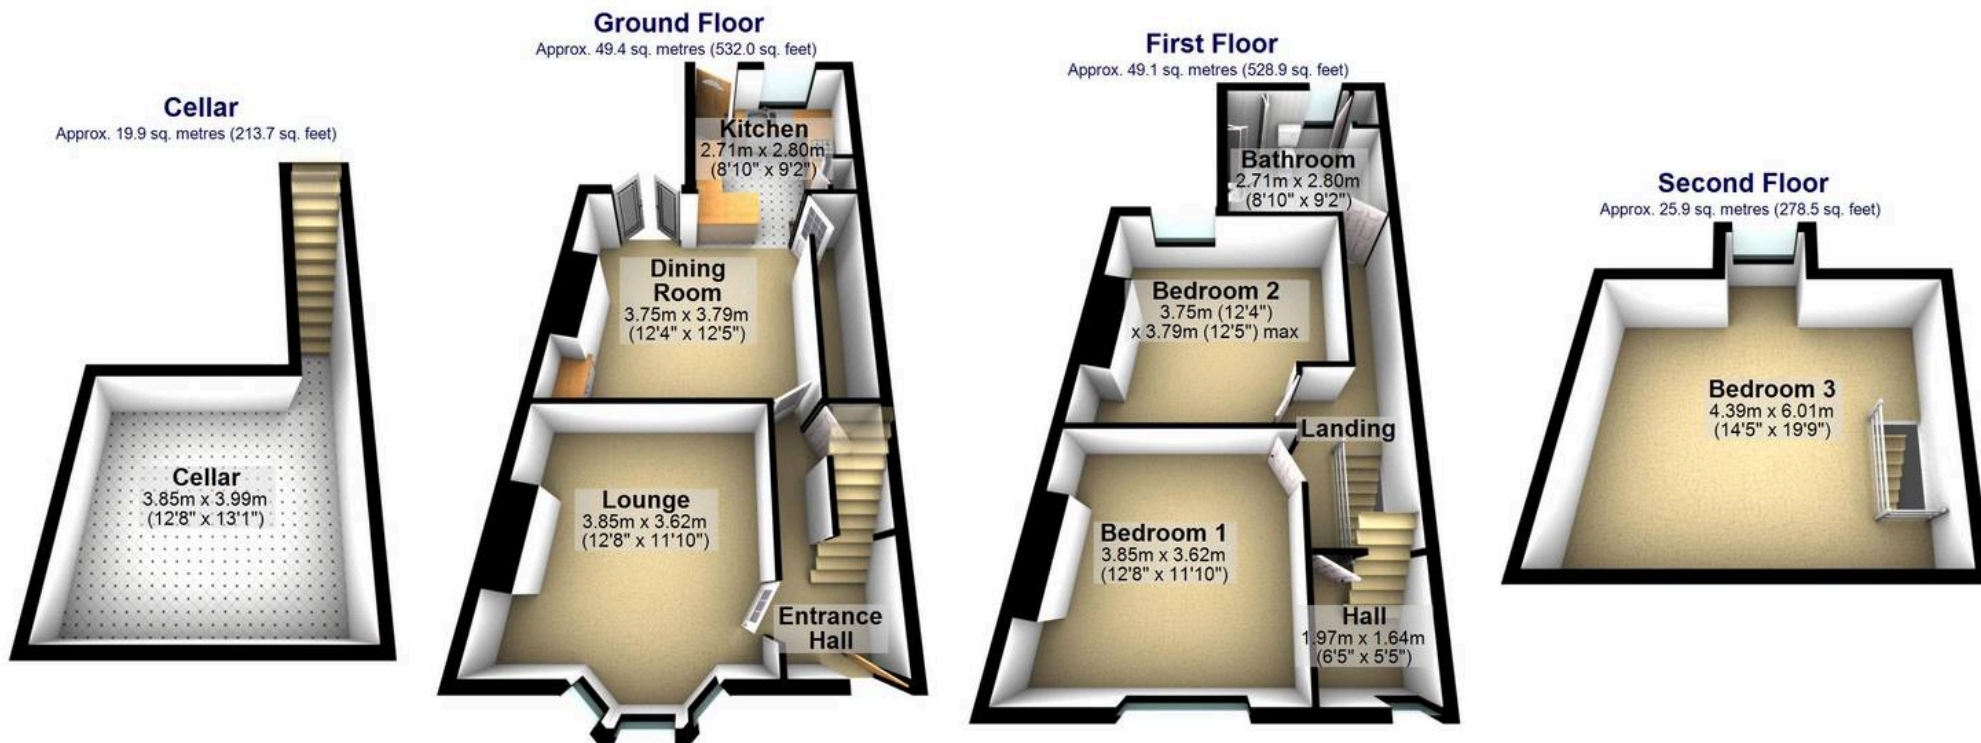 Cellar
Approx. 19.9 sq. metres (213.7 sq. feet)
Cellar
3.85m x 3.99m
(12'8" x 13'1")
Ground Floor
Approx. 49.4 sq. metres (532.0 sq. feet)
Kitchen
2.71m x 2.80m
(8'10" x 9'2")
Dining
Room
3.75m x 3.79m
(12'4" x 12'5")
Lounge
3.85m x 3.62m
(12'8" x 11'10")
Entrance
Hall
First Floor
Approx. 49.1 sq. metres (528.9 sq. feet)
Bathroom
2.71m x 2.80m
(8'10" x 9'2")
Bedroom 2
3.75m (12'4")
x 3.79m (12'5") max
Landing
Bedroom 1
3.85m x 3.62m
(12'8" x 11'10")
Hall
1.97m x 1.64m
(6'5" x 5'5")
Second Floor
Approx. 25.9 sq. metres (278.5 sq. feet)
Bedroom 3
4.39m x 6.01m
(14'5" x 19'9")